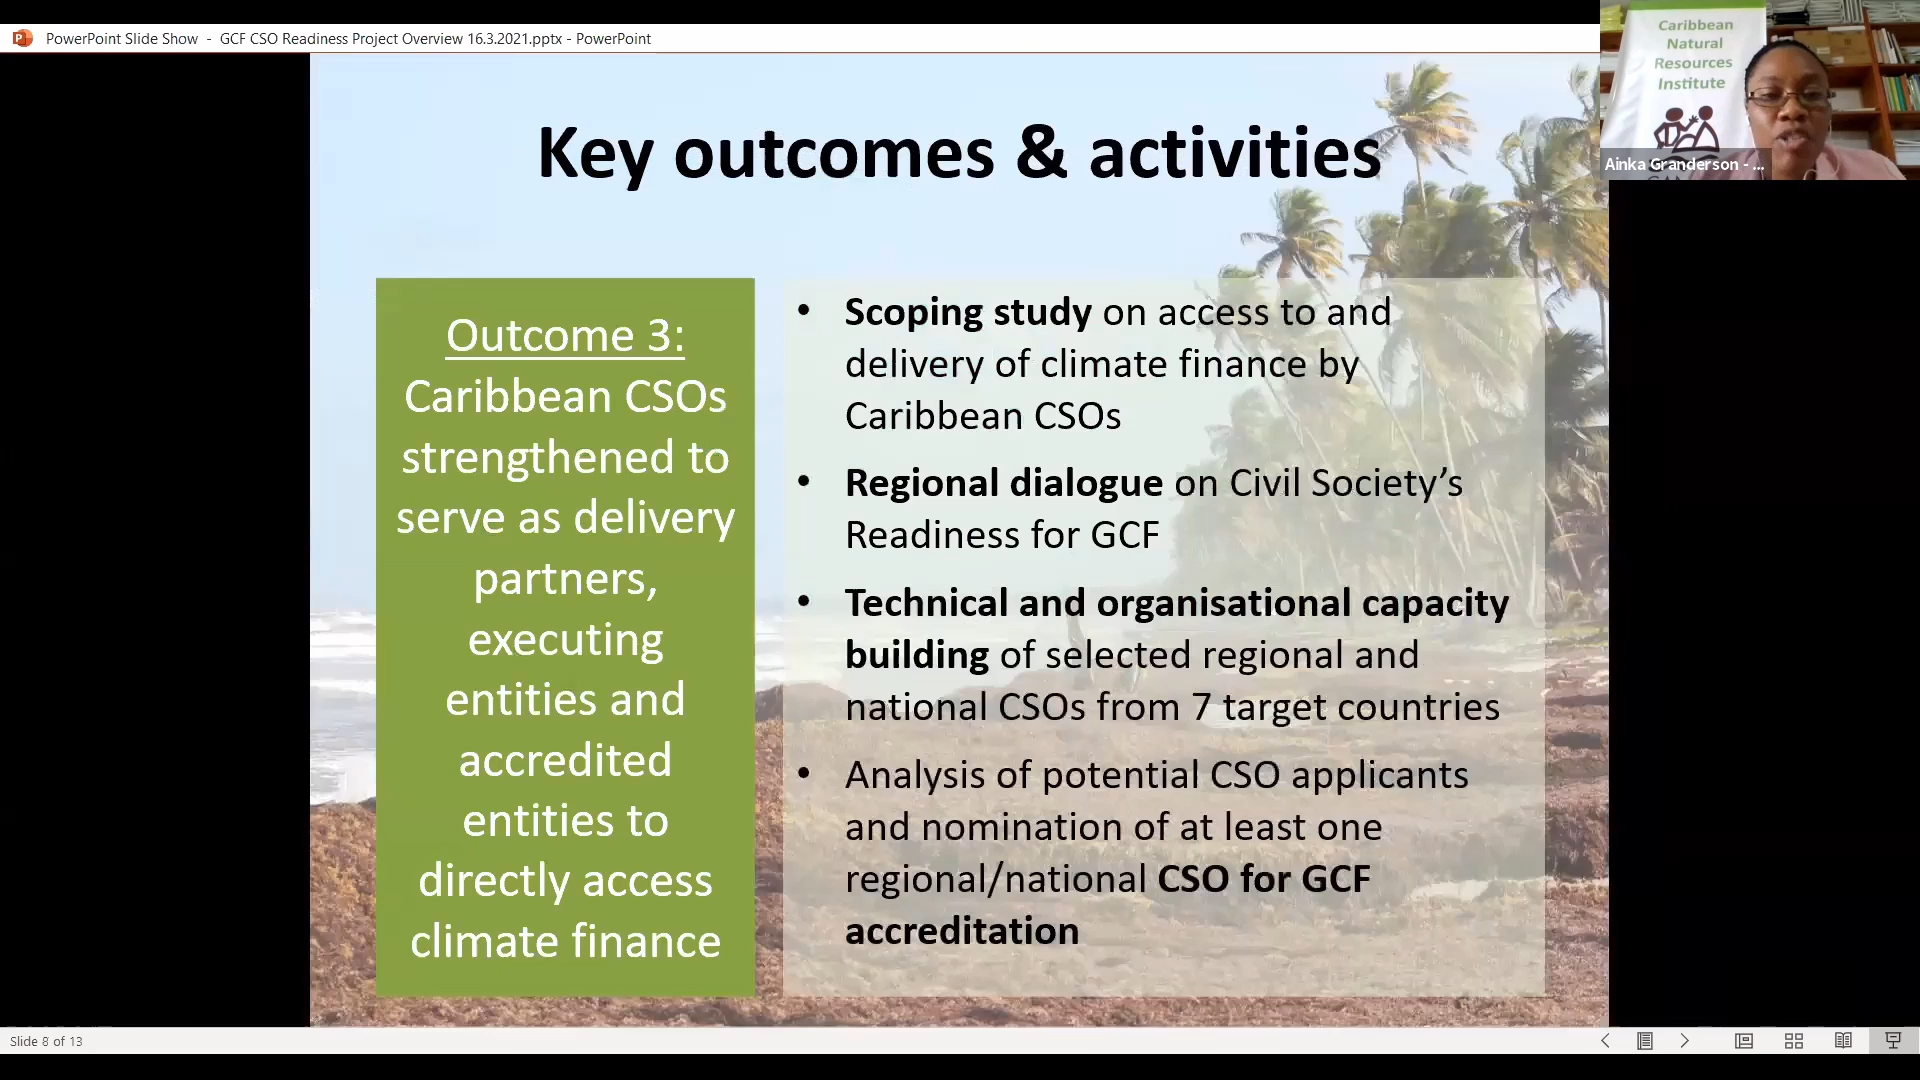 PowerPoint Slide Show - GCF CSO Readiness Project Overview 16.3.2021.pptx - PowerPoint
Caribbean
Natural
Resources
Institute
Ainka Granderson - ...
Key outcomes & activities
Outcome 3:
Caribbean CSOs
strengthened to
serve as delivery
partners,
executing
entities and
accredited
entities to
directly access
climate finance
• Scoping study on access to and
delivery of climate finance by
Caribbean CSOs
• Regional dialogue on Civil Society’s
Readiness for GCF
• Technical and organisational capacity
building of selected regional and
national CSOs from 7 target countries
• Analysis of potential CSO applicants
and nomination of at least one
regional/national CSO for GCF
accreditation
Slide 8 of 13